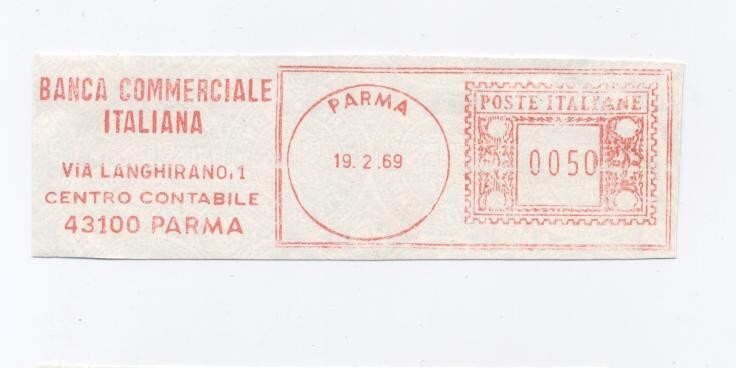 BANCA COMMERCIALE
ITALIANA
VIA LANGHIRANO, 1
CENTRO CONTABILE
43100 PARMA
PARMA
19. 2. 69
POSTE ITALIANE
0050